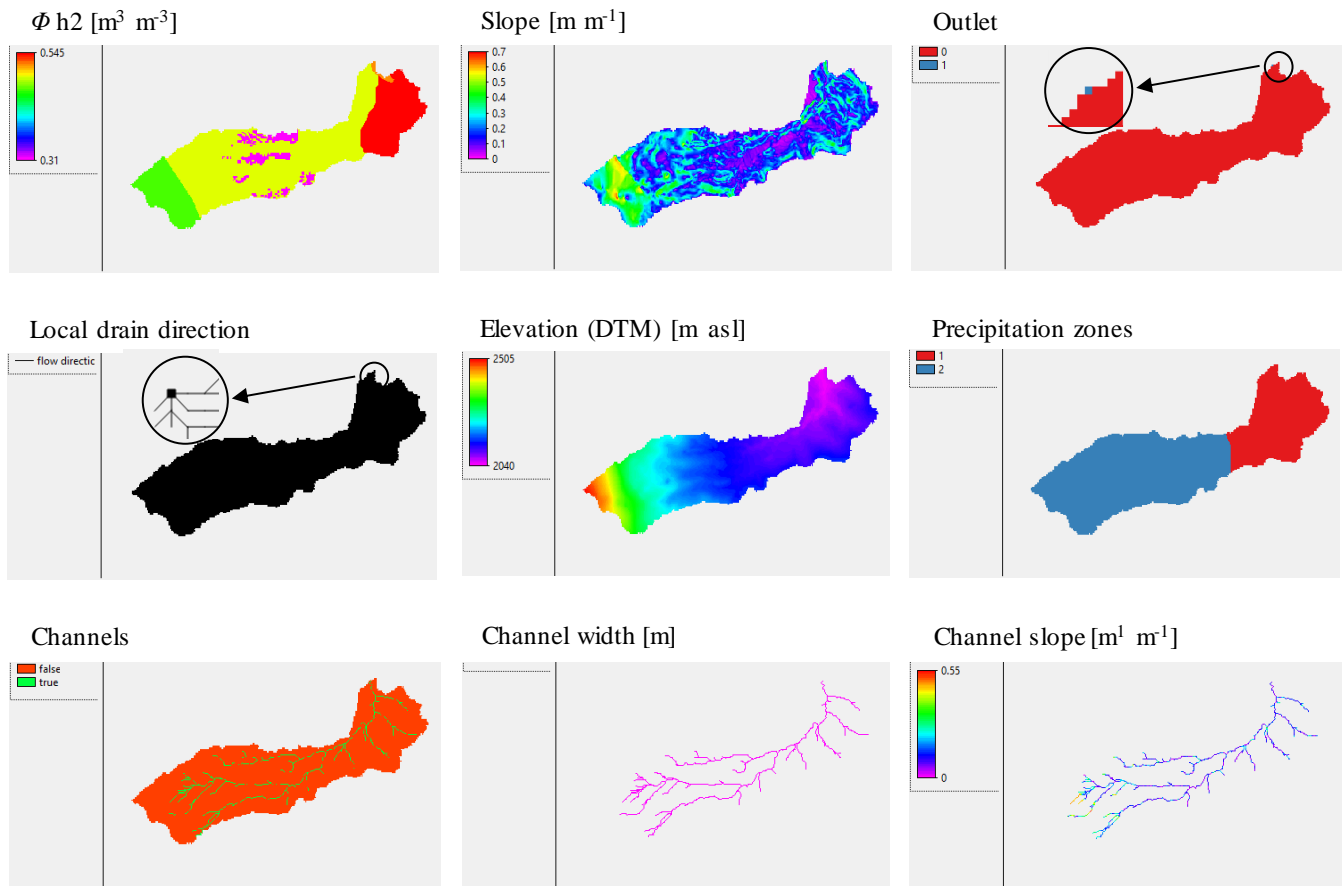 Φ h2 [m³ m⁻³]
0.545
0.31
Slope [m m⁻¹]
0.7
0.6
0.5
0.4
0.3
0.2
0.1
0
Outlet
0
1
Local drain direction
flow directic
Elevation (DTM) [m asl]
2505
2040
Precipitation zones
1
2
Channels
false
true
Channel width [m]
Channel slope [m¹ m⁻¹]
0.55
0